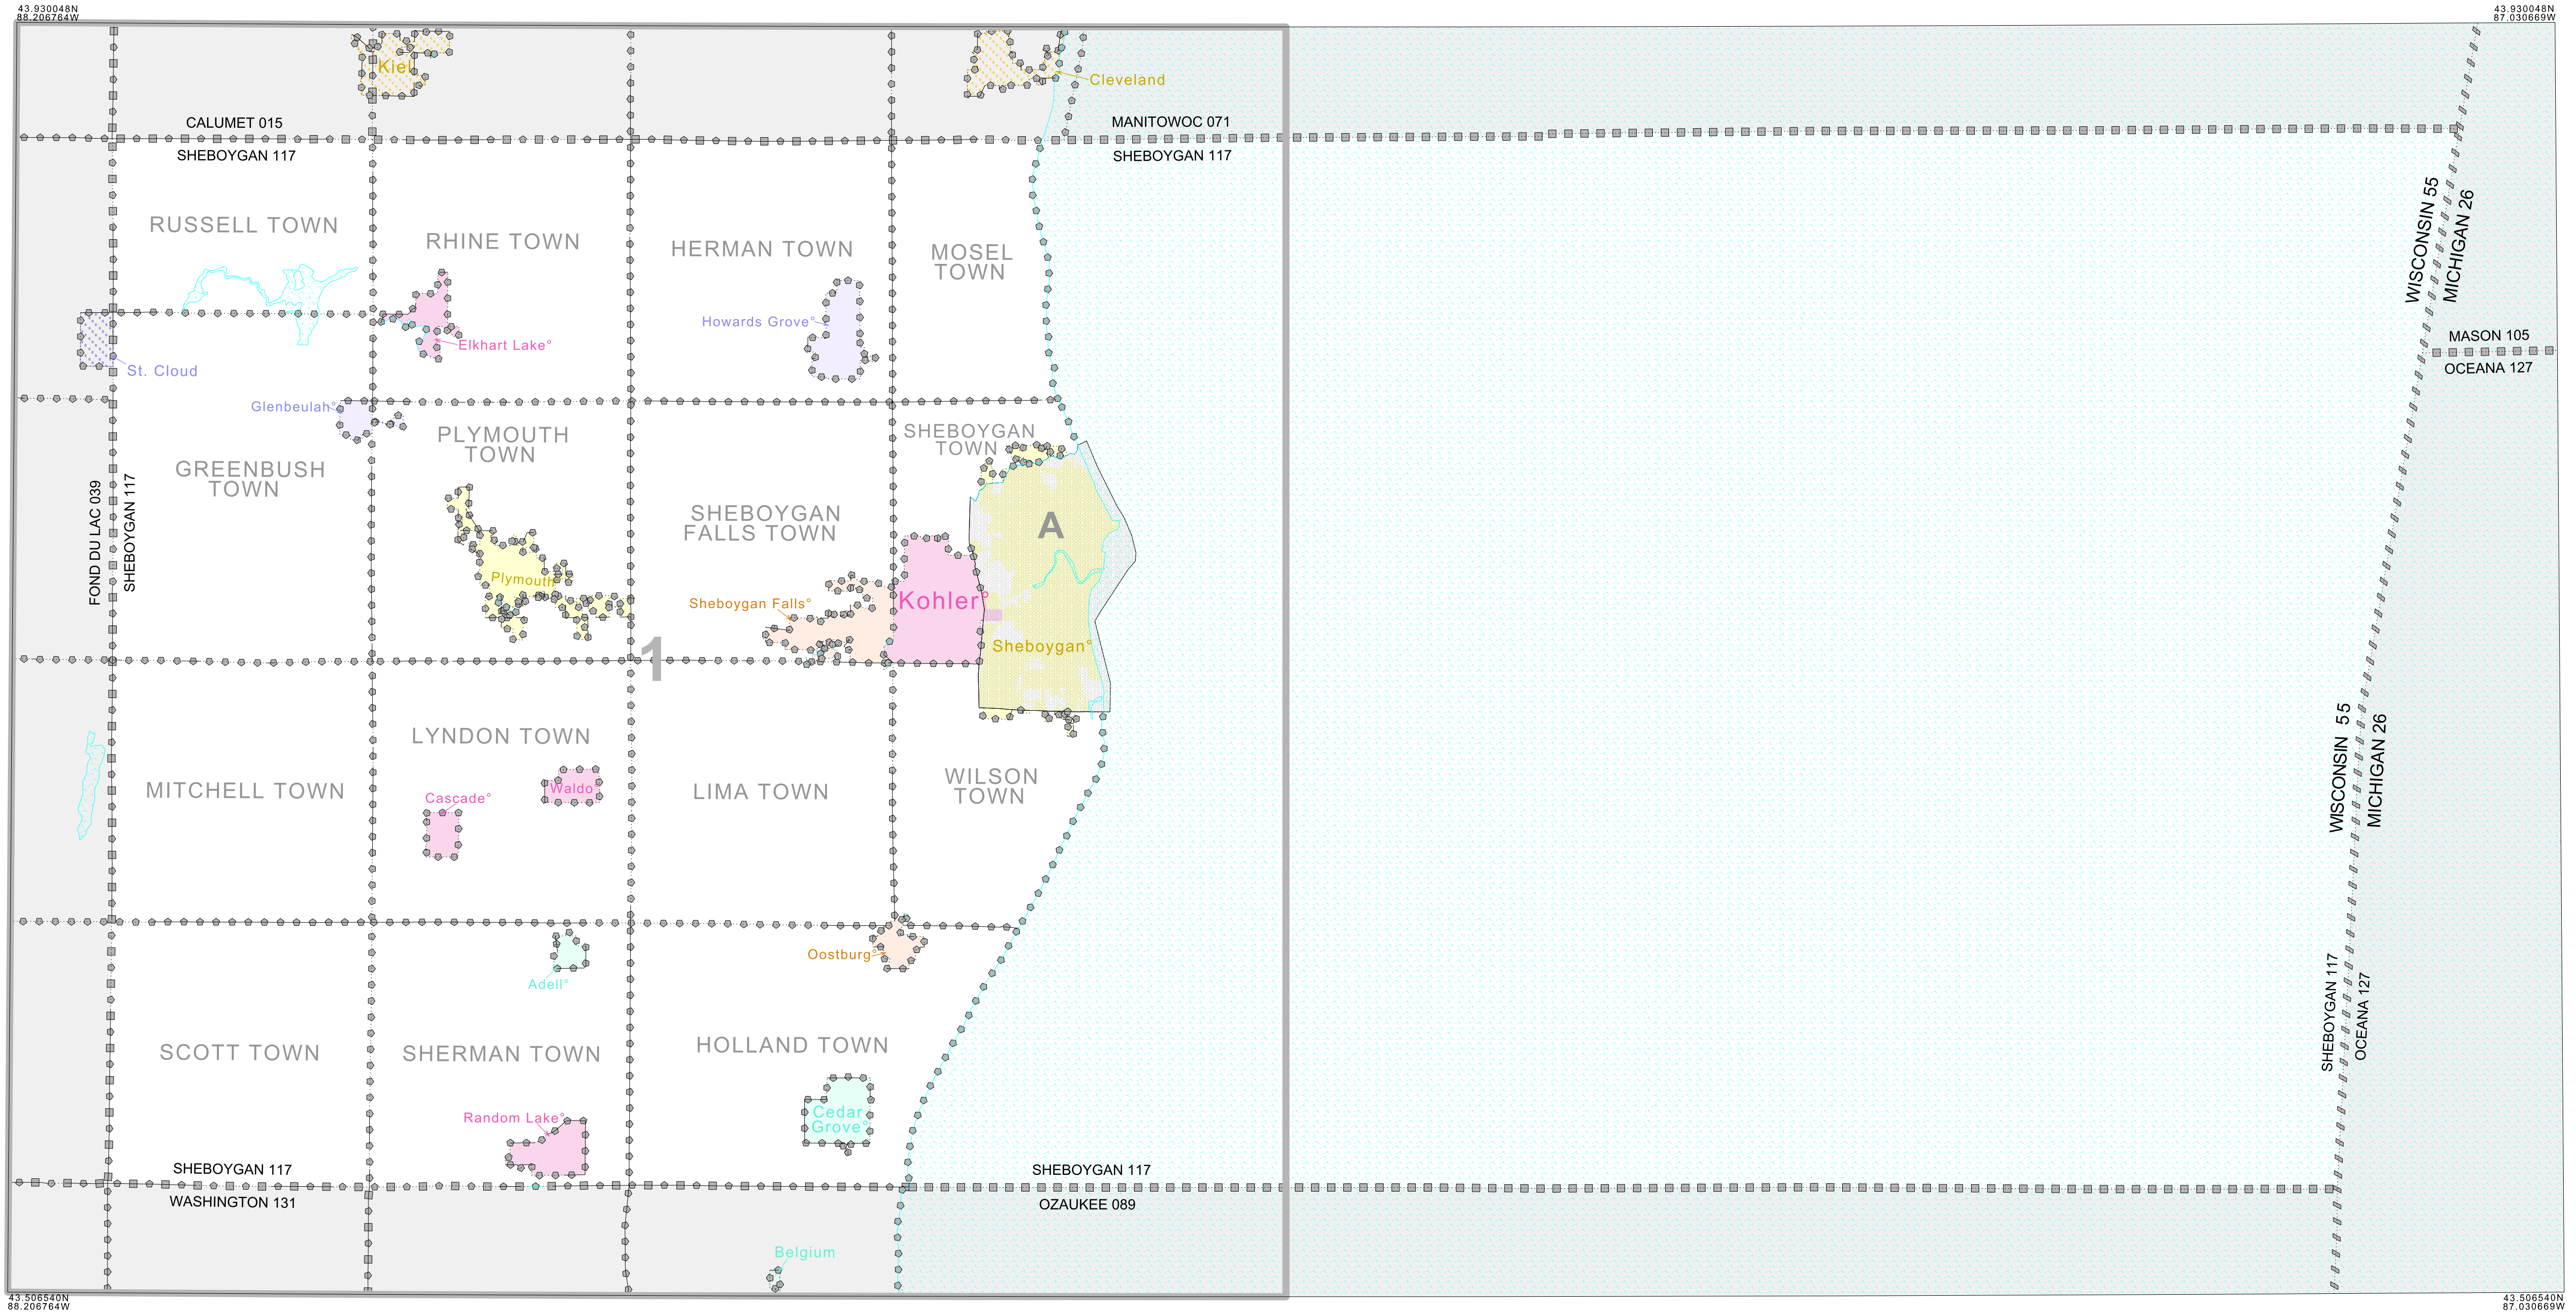 43.930048N
88.206764W
43.930048N
87.030669W
Kiel
Cleveland
CALUMET 015
SHEBOYGAN 117
MANITOWOC 071
SHEBOYGAN 117
WISCONSIN 55
MICHIGAN 26
RUSSELL TOWN
RHINE TOWN
HERMAN TOWN
MOSEL
TOWN
Howards Grove°
Elkhart Lake°
St. Cloud
MASON 105
OCEANA 127
Glenbeulah°
PLYMOUTH
TOWN
SHEBOYGAN
TOWN
GREENBUSH
TOWN
FOND DU LAC 039
SHEBOYGAN 117
SHEBOYGAN
FALLS TOWN
A
Plymouth°
Sheboygan Falls°
Kohler°
Sheboygan°
1
LYNDON TOWN
WISCONSIN 55
MICHIGAN 26
MITCHELL TOWN
Cascade°
Waldo°
LIMA TOWN
WILSON
TOWN
Oostburg°
Adell°
SHEBOYGAN 117
OCEANA 127
SCOTT TOWN
SHERMAN TOWN
HOLLAND TOWN
Random Lake°
Cedar
Grove°
SHEBOYGAN 117
WASHINGTON 131
SHEBOYGAN 117
OZAUKEE 089
Belgium
43.506540N
88.206764W
43.506540N
87.030669W